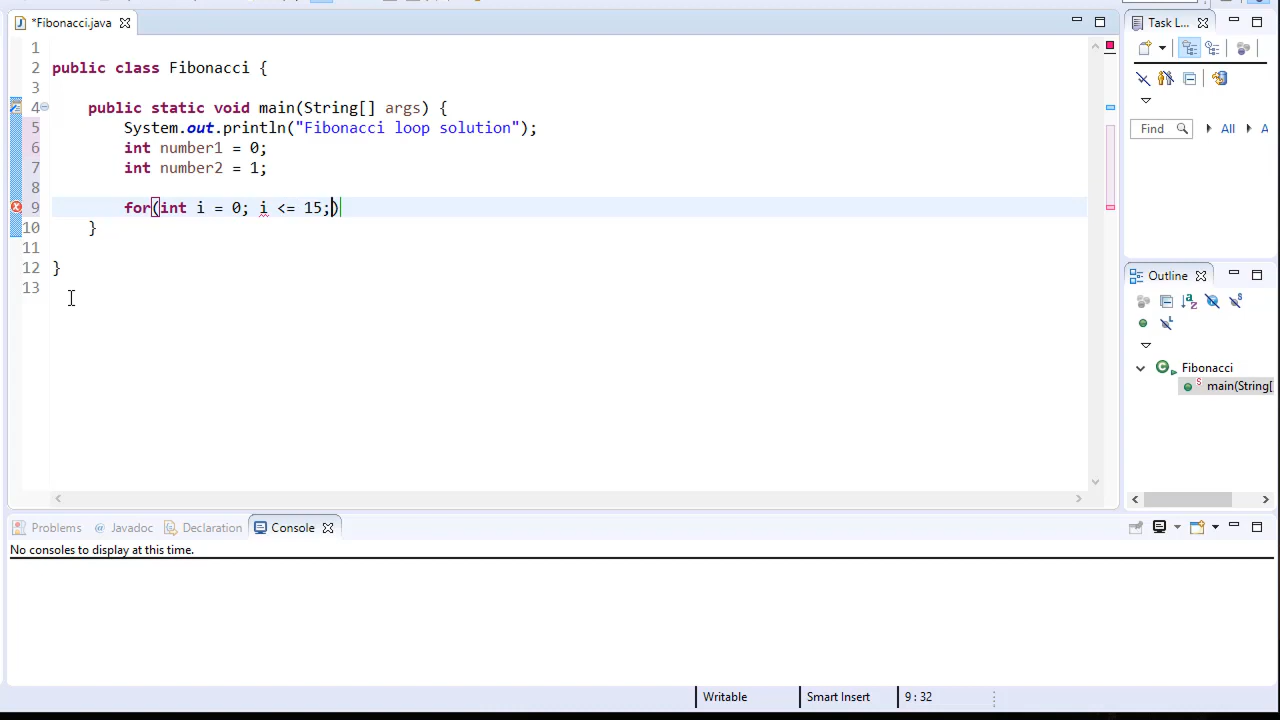 *Fibonacci.java
Task L...
1
2 public class Fibonacci {
3
4 public static void main(String[] args) {
5 System.out.println("Fibonacci loop solution");
6 int number1 = 0;
7 int number2 = 1;
8
9 for(int i = 0; i <= 15;)
10 }
11
12 }
13
Find All A
Outline
Fibonacci
main(String[
Problems @ Javadoc Declaration Console
No consoles to display at this time.
Writable Smart Insert 9 : 32